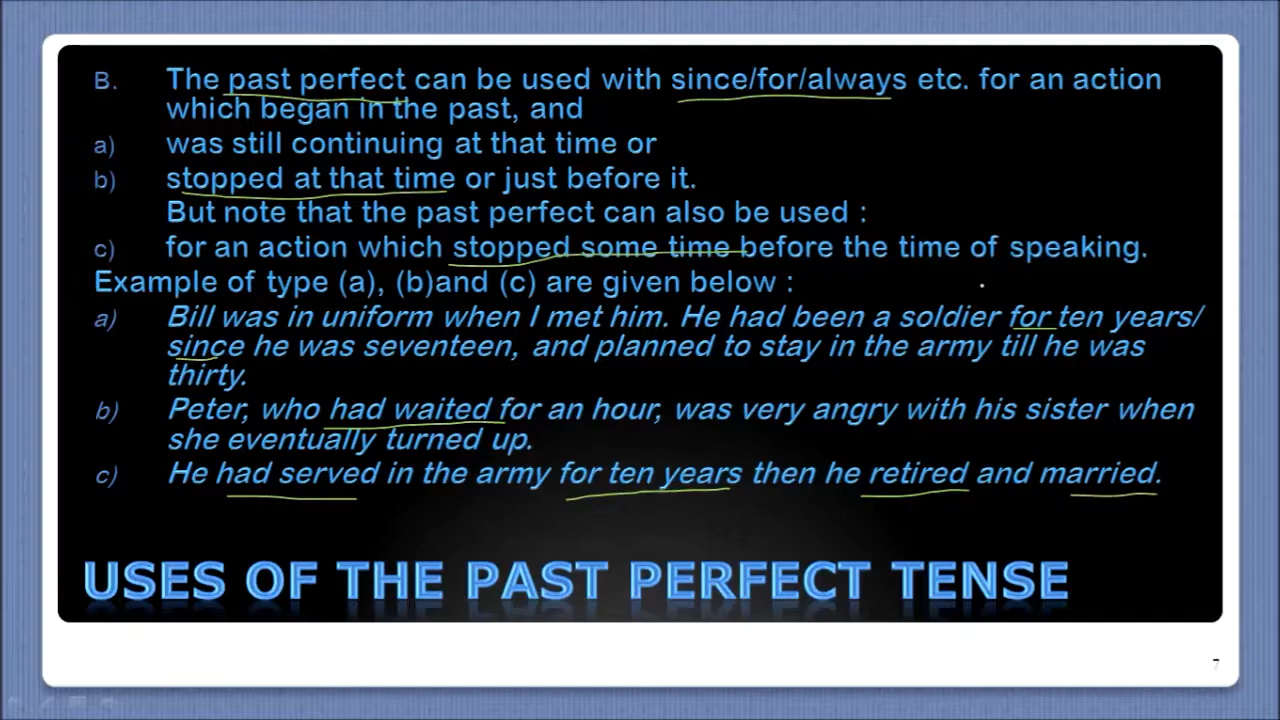 B. The past perfect can be used with since/for/always etc. for an action
which began in the past, and
a) was still continuing at that time or
b) stopped at that time or just before it.
But note that the past perfect can also be used :
c) for an action which stopped some time before the time of speaking.
Example of type (a), (b)and (c) are given below :
a) Bill was in uniform when I met him. He had been a soldier for ten years/
since he was seventeen, and planned to stay in the army till he was
thirty.
b) Peter, who had waited for an hour, was very angry with his sister when
she eventually turned up.
c) He had served in the army for ten years then he retired and married.
USES OF THE PAST PERFECT TENSE
7